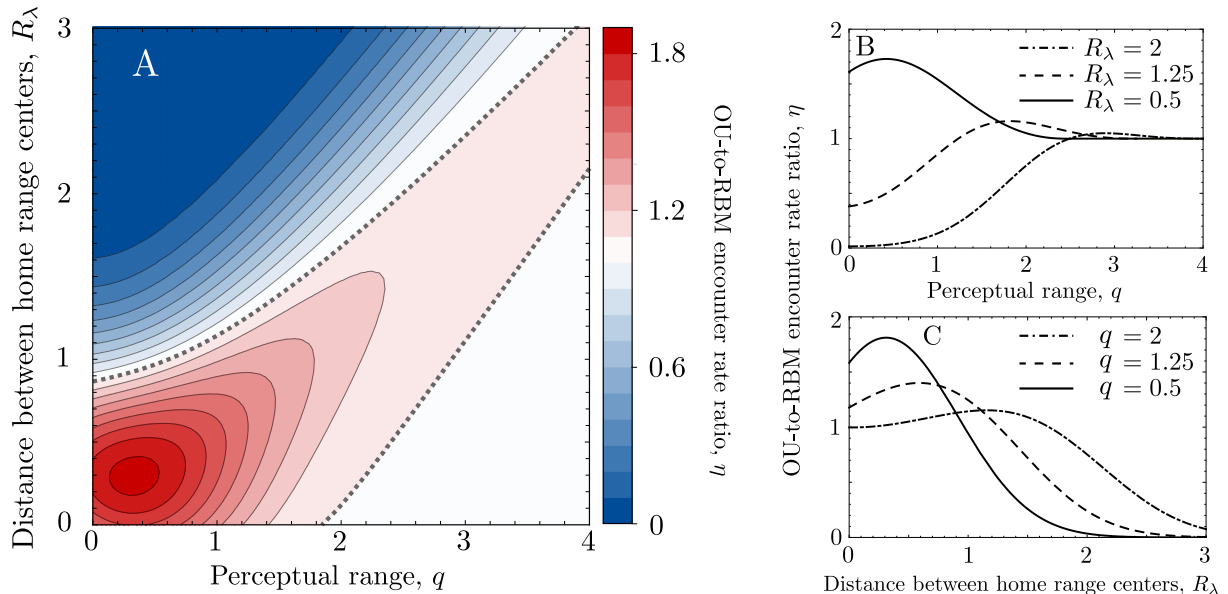 Distance between home range centers, R_λ
3
2
1
0
A
0 1 2 3 4
Perceptual range, q
1.8
1.2
0.6
0
OU-to-RBM encounter rate ratio, η
OU-to-RBM encounter rate ratio, η
2
1
0
B
R_λ = 2
R_λ = 1.25
R_λ = 0.5
0 1 2 3 4
Perceptual range, q
2
1
0
C
q = 2
q = 1.25
q = 0.5
0 1 2 3
Distance between home range centers, R_λ